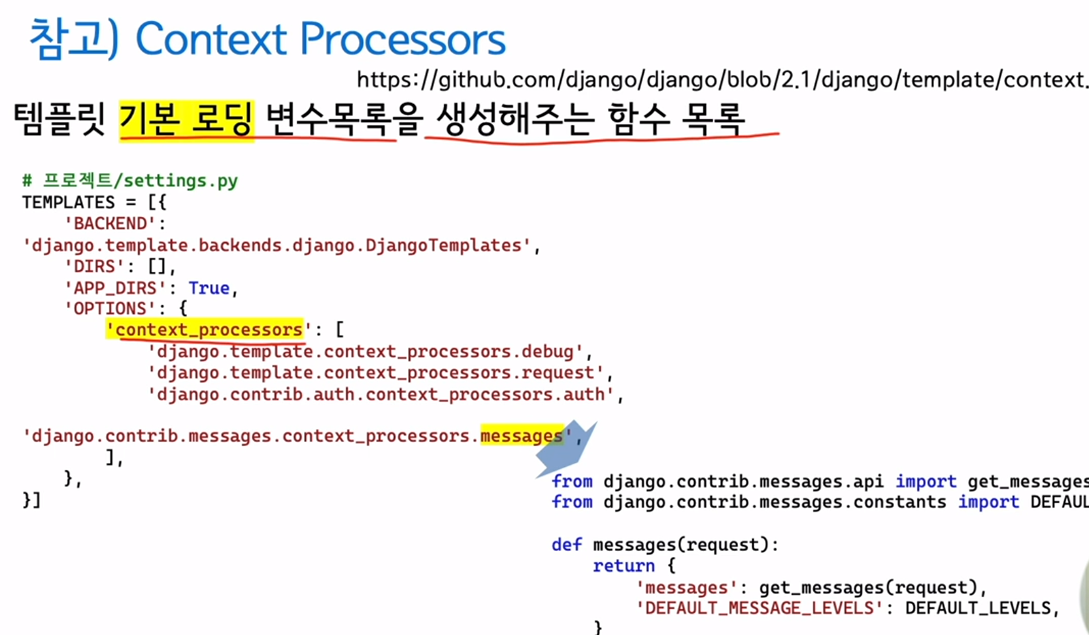 참고) Context Processors
https://github.com/django/django/blob/2.1/django/template/context.
템플릿 기본 로딩 변수목록을 생성해주는 함수 목록
# 프로젝트/settings.py
TEMPLATES = [{
'BACKEND':
'django.template.backends.django.DjangoTemplates',
'DIRS': [],
'APP_DIRS': True,
'OPTIONS': {
'context_processors': [
'django.template.context_processors.debug',
'django.template.context_processors.request',
'django.contrib.auth.context_processors.auth',
'django.contrib.messages.context_processors.messages',
],
},
}]
from django.contrib.messages.api import get_messages
from django.contrib.messages.constants import DEFAUL
def messages(request):
return {
'messages': get_messages(request),
'DEFAULT_MESSAGE_LEVELS': DEFAULT_LEVELS,
}